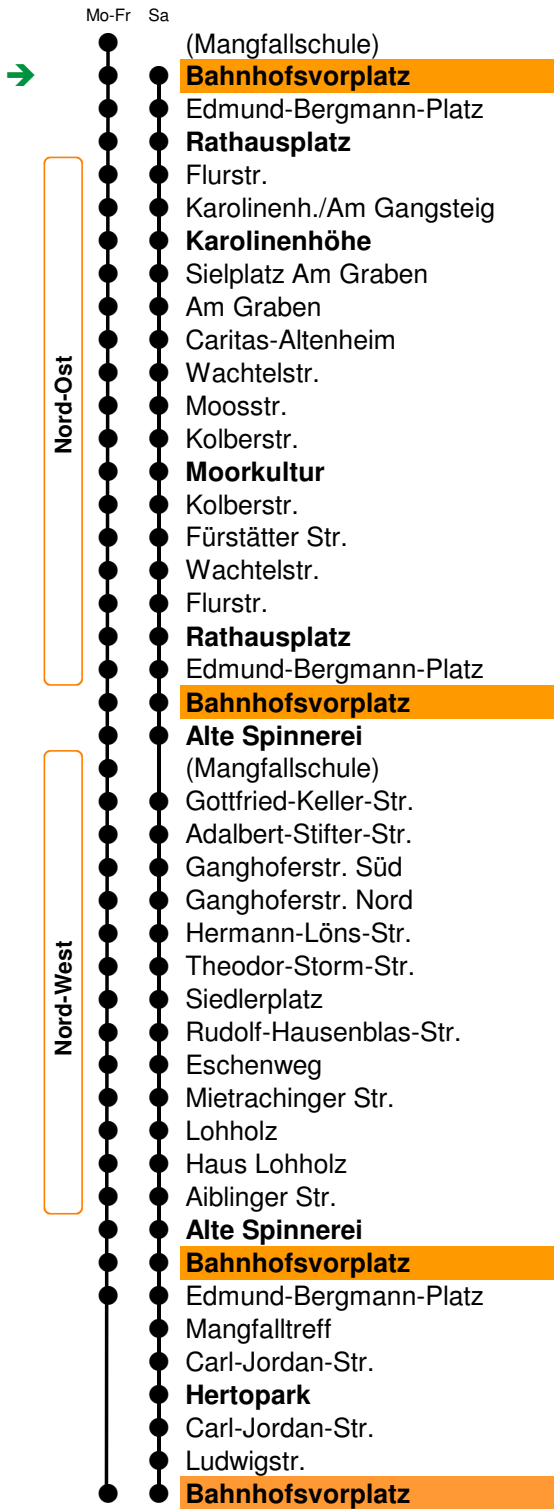 Mo-Fr Sa
(Mangfallschule)
Bahnhofsvorplatz
Edmund-Bergmann-Platz
Rathausplatz
Flurstr.
Karolinenh./Am Gangsteig
Karolinenhöhe
Sielplatz Am Graben
Am Graben
Caritas-Altenheim
Wachtelstr.
Moosstr.
Kolberstr.
Moorkultur
Kolberstr.
Fürstätter Str.
Wachtelstr.
Flurstr.
Rathausplatz
Edmund-Bergmann-Platz
Nord-Ost
Bahnhofsvorplatz
Alte Spinnerei
(Mangfallschule)
Gottfried-Keller-Str.
Adalbert-Stifter-Str.
Ganghoferstr. Süd
Ganghoferstr. Nord
Hermann-Löns-Str.
Theodor-Storm-Str.
Siedlerplatz
Rudolf-Hausenblas-Str.
Eschenweg
Mietrachinger Str.
Lohholz
Haus Lohholz
Aiblinger Str.
Nord-West
Alte Spinnerei
Bahnhofsvorplatz
Edmund-Bergmann-Platz
Mangfalltreff
Carl-Jordan-Str.
Hertopark
Carl-Jordan-Str.
Ludwigstr.
Bahnhofsvorplatz